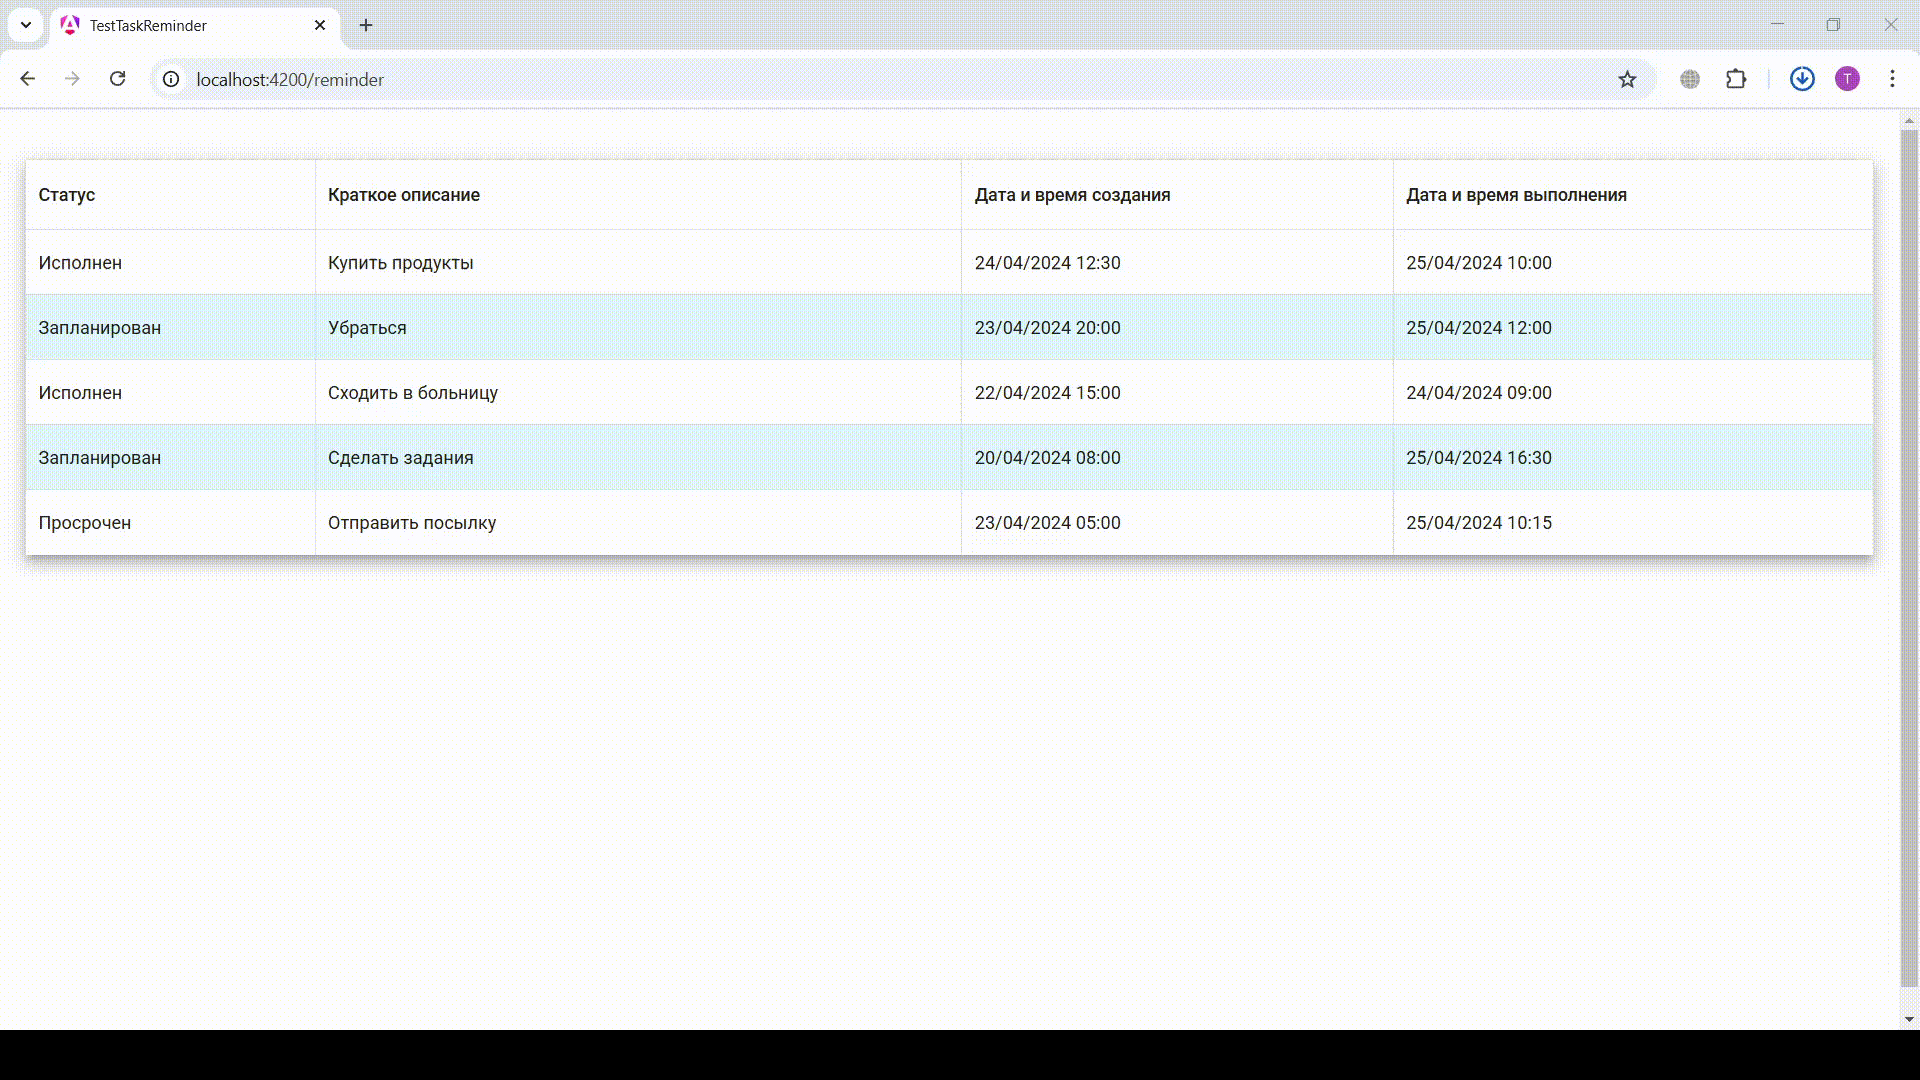 TestTaskReminder
localhost:4200/reminder
T
Статус Краткое описание Дата и время создания Дата и время выполнения
Исполнен Купить продукты 24/04/2024 12:30 25/04/2024 10:00
Запланирован Убраться 23/04/2024 20:00 25/04/2024 12:00
Исполнен Сходить в больницу 22/04/2024 15:00 24/04/2024 09:00
Запланирован Сделать задания 20/04/2024 08:00 25/04/2024 16:30
Просрочен Отправить посылку 23/04/2024 05:00 25/04/2024 10:15